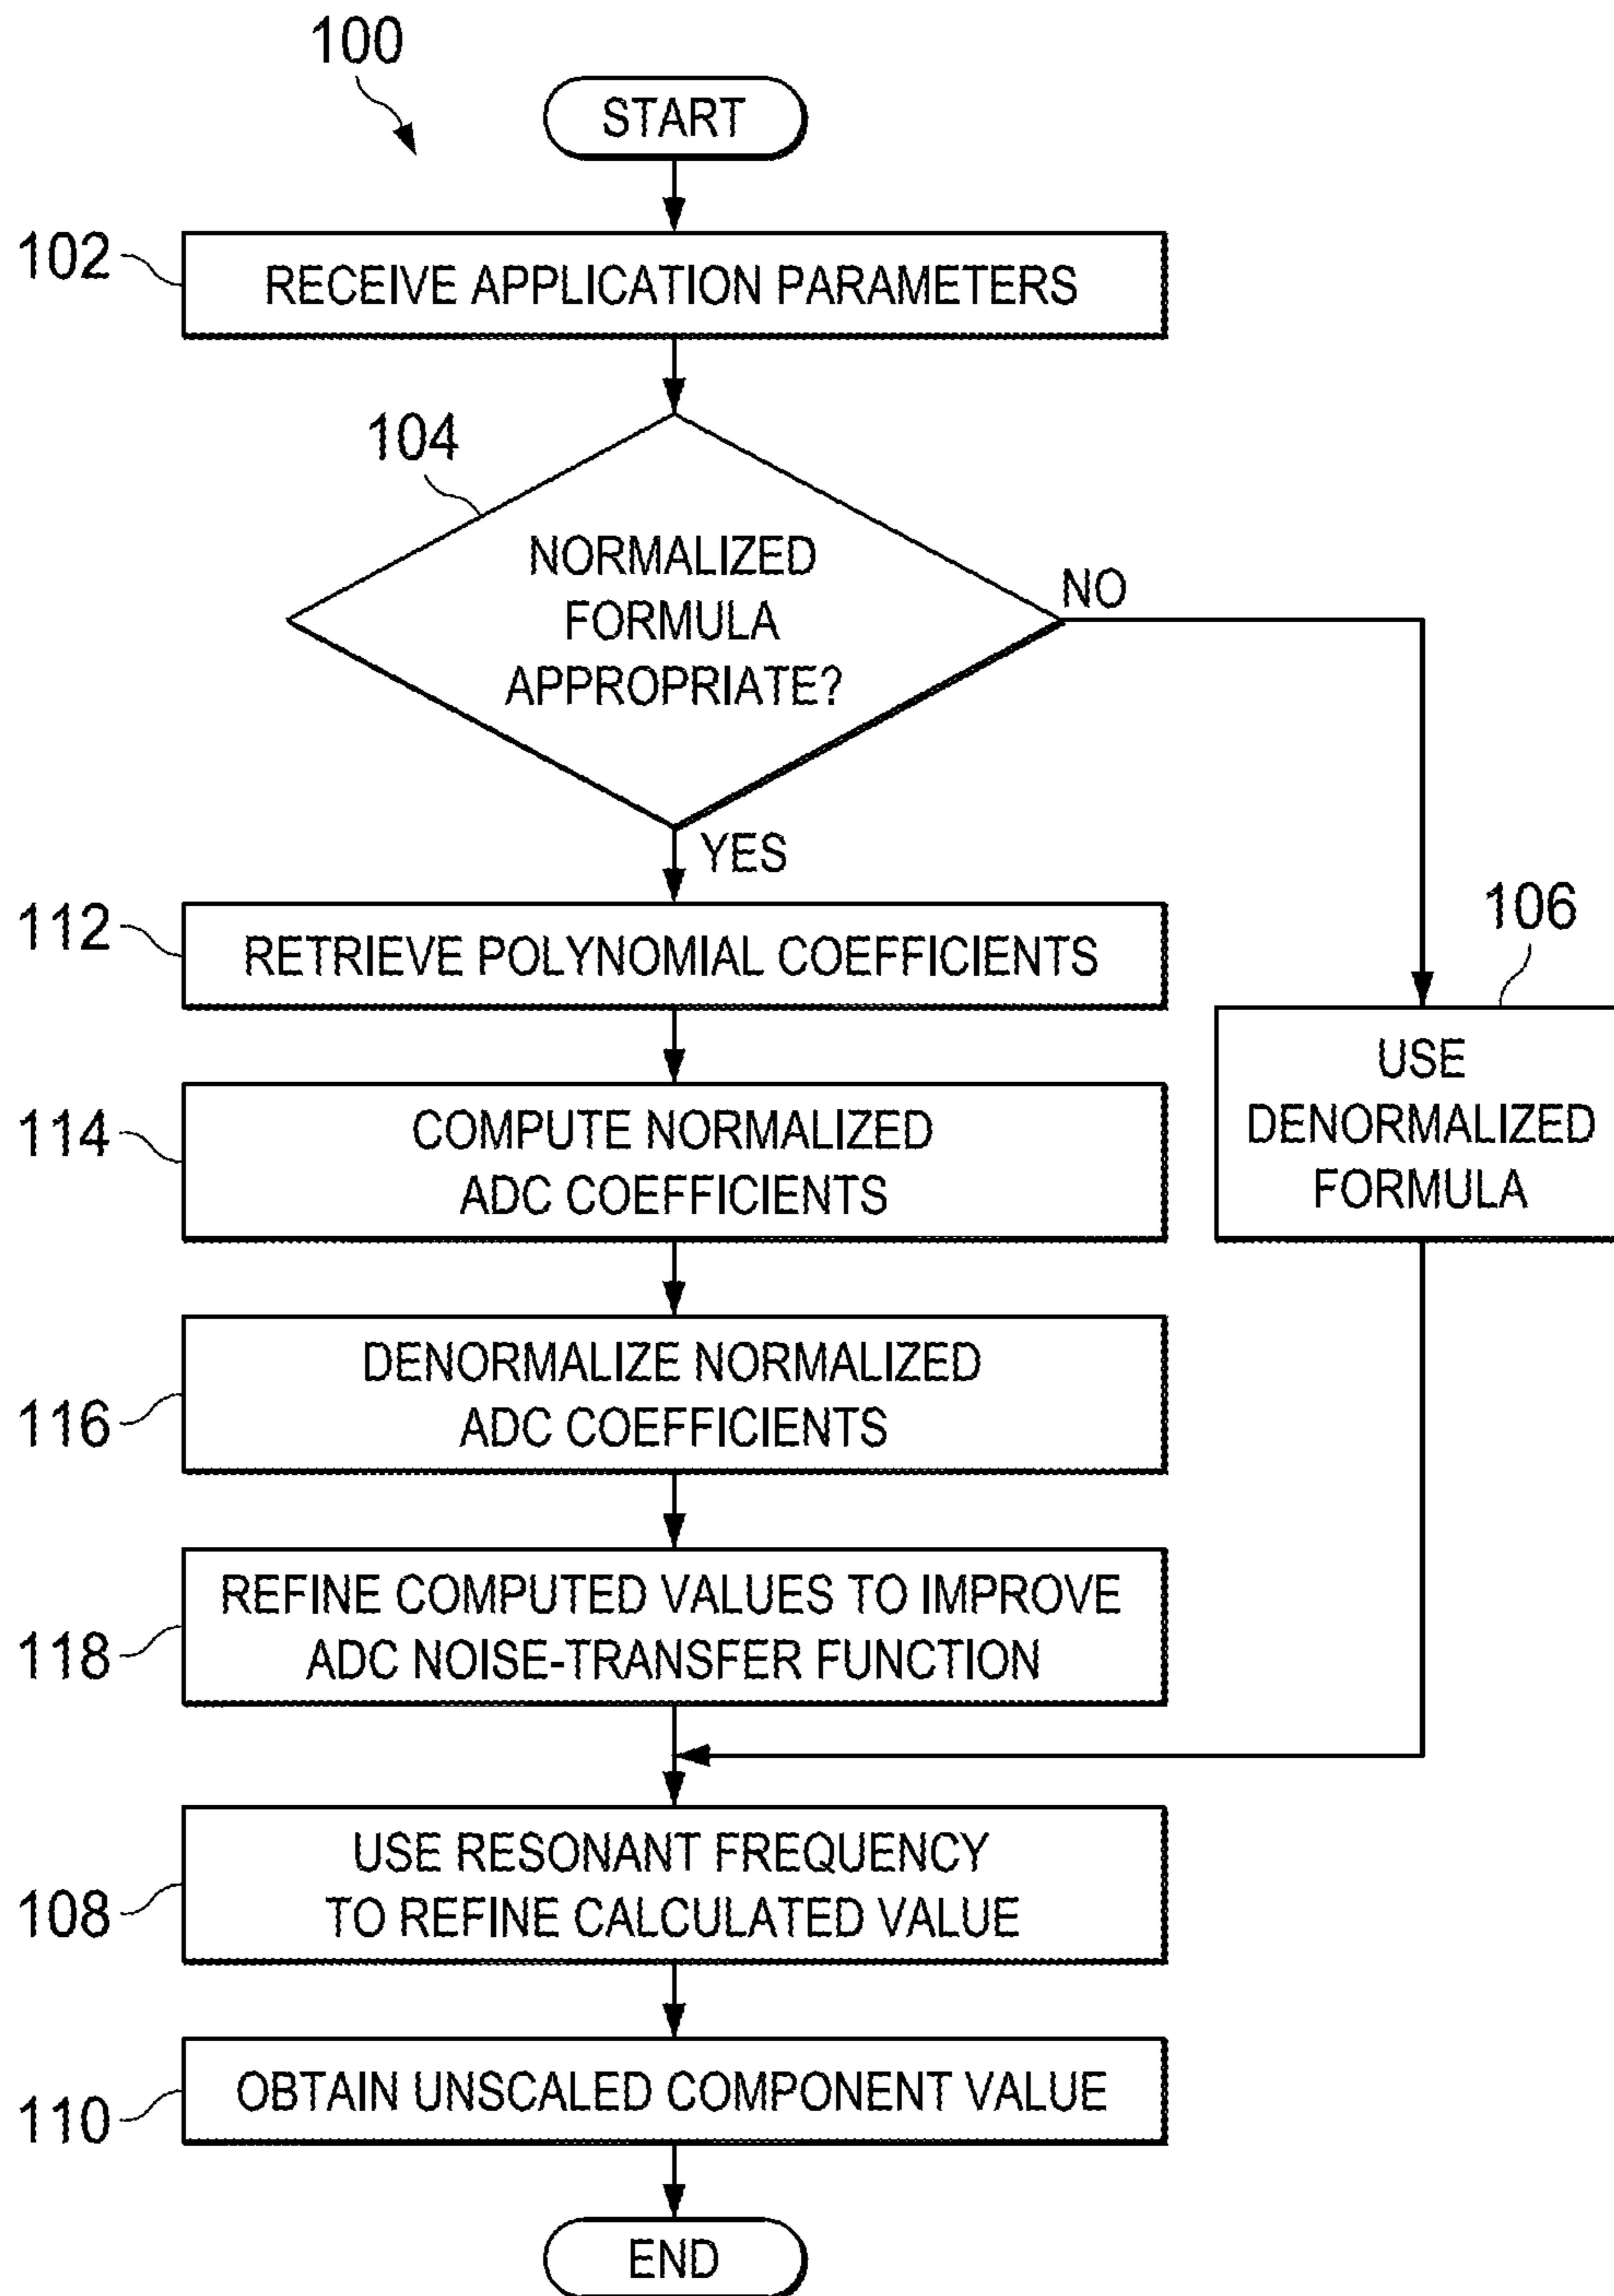 100
START
102
RECEIVE APPLICATION PARAMETERS
104
NORMALIZED
FORMULA
APPROPRIATE?
NO
YES
112
RETRIEVE POLYNOMIAL COEFFICIENTS
106
USE
DENORMALIZED
FORMULA
114
COMPUTE NORMALIZED
ADC COEFFICIENTS
116
DENORMALIZE NORMALIZED
ADC COEFFICIENTS
118
REFINE COMPUTED VALUES TO IMPROVE
ADC NOISE-TRANSFER FUNCTION
108
USE RESONANT FREQUENCY
TO REFINE CALCULATED VALUE
110
OBTAIN UNSCALED COMPONENT VALUE
END